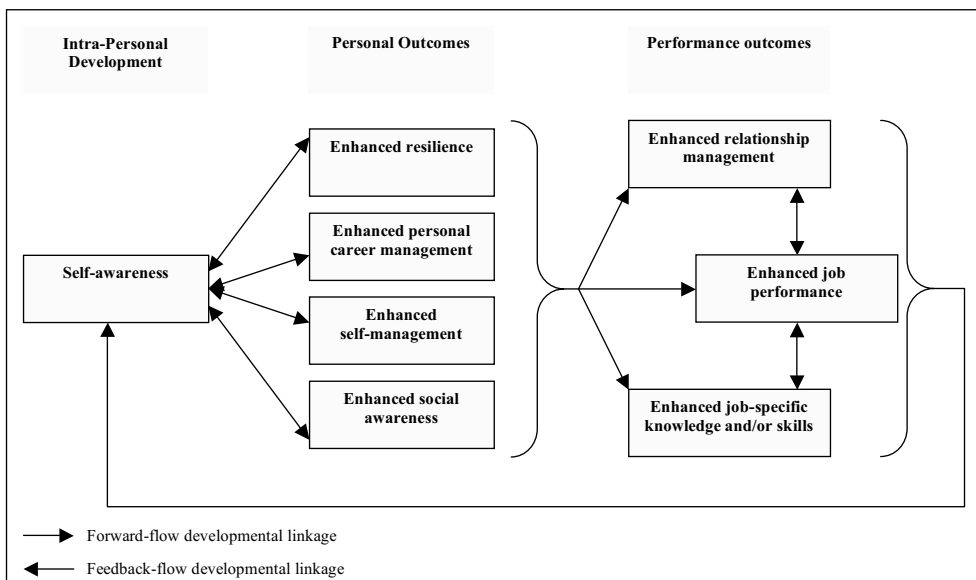 Intra-Personal
Development
Personal Outcomes
Performance outcomes
Enhanced resilience
Enhanced relationship
management
Enhanced personal
career management
Self-awareness
Enhanced job
performance
Enhanced
self-management
Enhanced social
awareness
Enhanced job-specific
knowledge and/or skills
Forward-flow developmental linkage
Feedback-flow developmental linkage